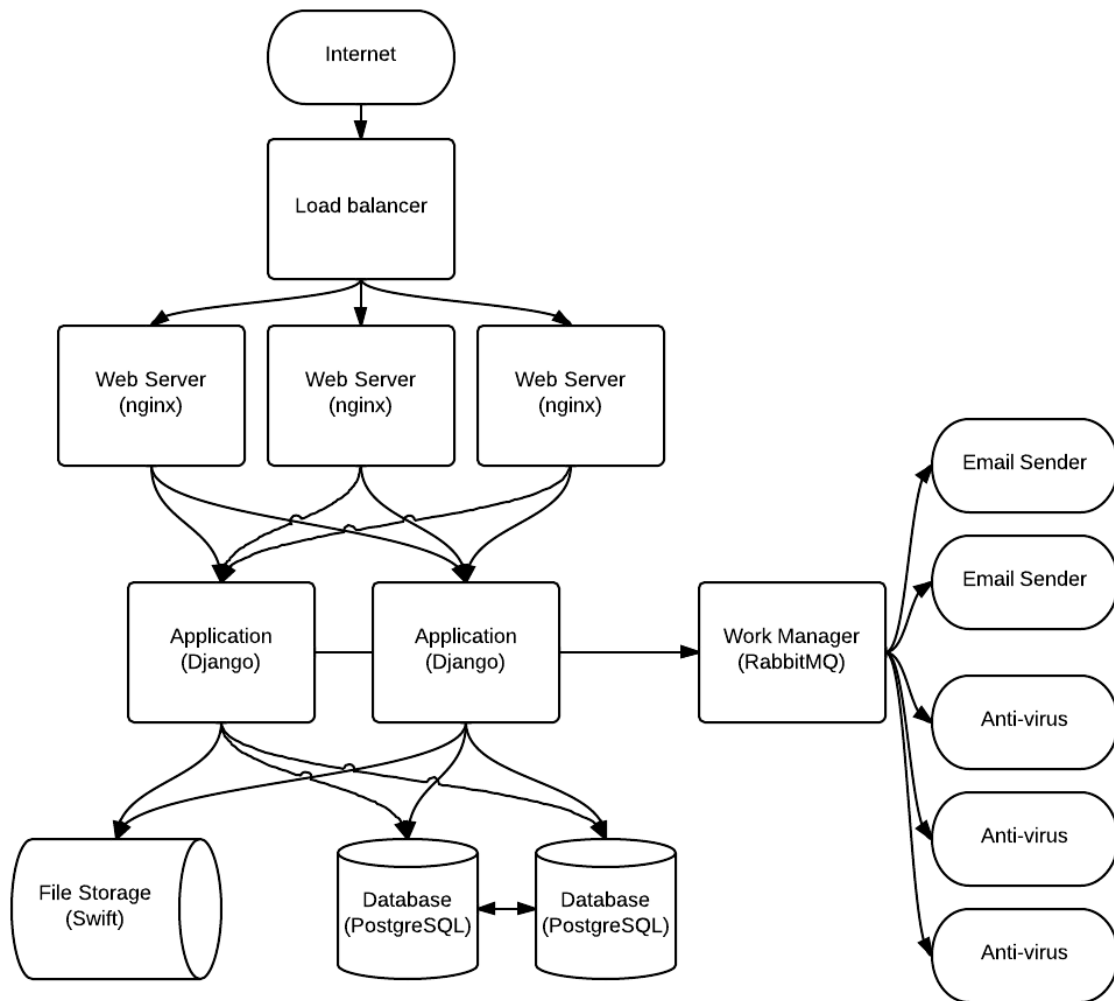 Internet
Load balancer
Web Server
(nginx)
Web Server
(nginx)
Web Server
(nginx)
Email Sender
Email Sender
Application
(Django)
Application
(Django)
Work Manager
(RabbitMQ)
Anti-virus
Anti-virus
File Storage
(Swift)
Database
(PostgreSQL)
Database
(PostgreSQL)
Anti-virus